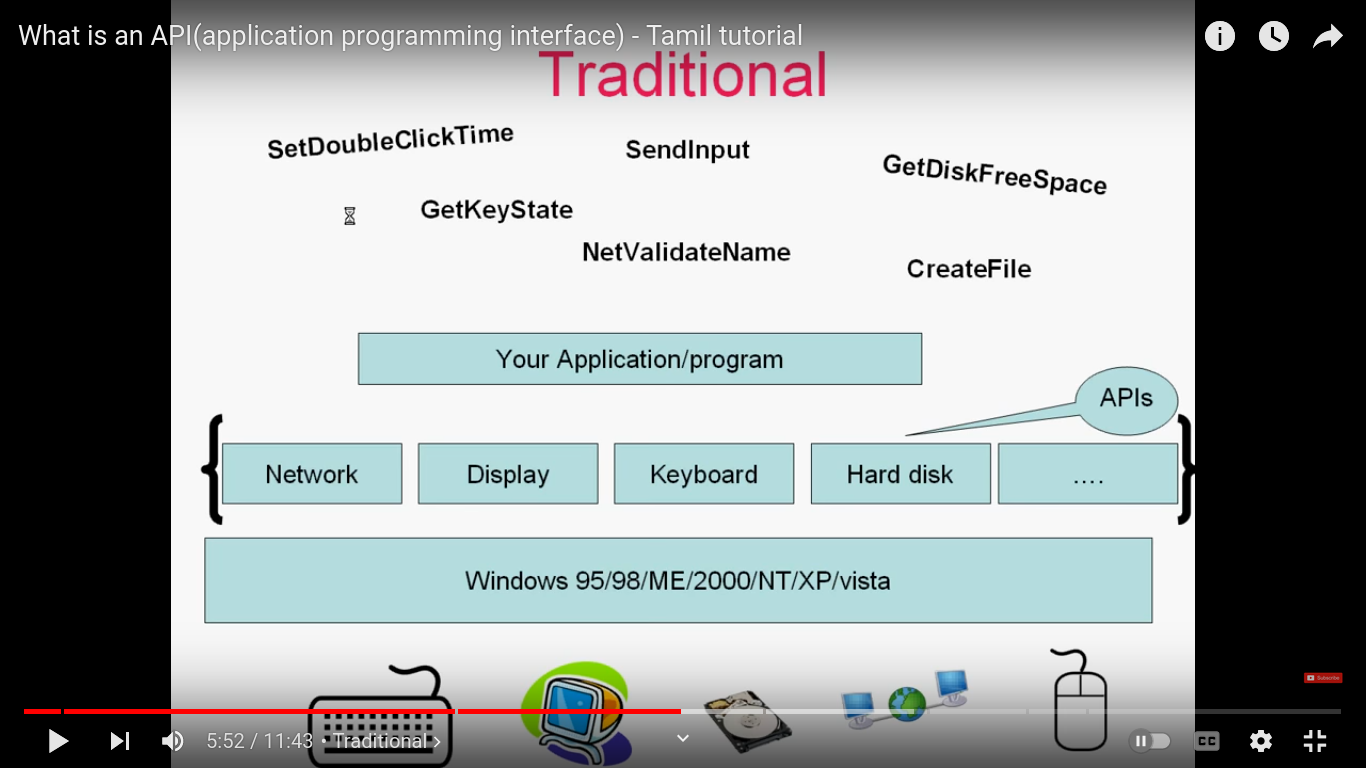 What is an API(application programming interface) - Tamil tutorial
Traditional
SetDoubleClickTime
SendInput
GetDiskFreeSpace
GetKeyState
NetValidateName
CreateFile
Your Application/program
APIs
Network
Display
Keyboard
Hard disk
....
Windows 95/98/ME/2000/NT/XP/vista
Subscribe
5:52 / 11:43 • Traditional
CC